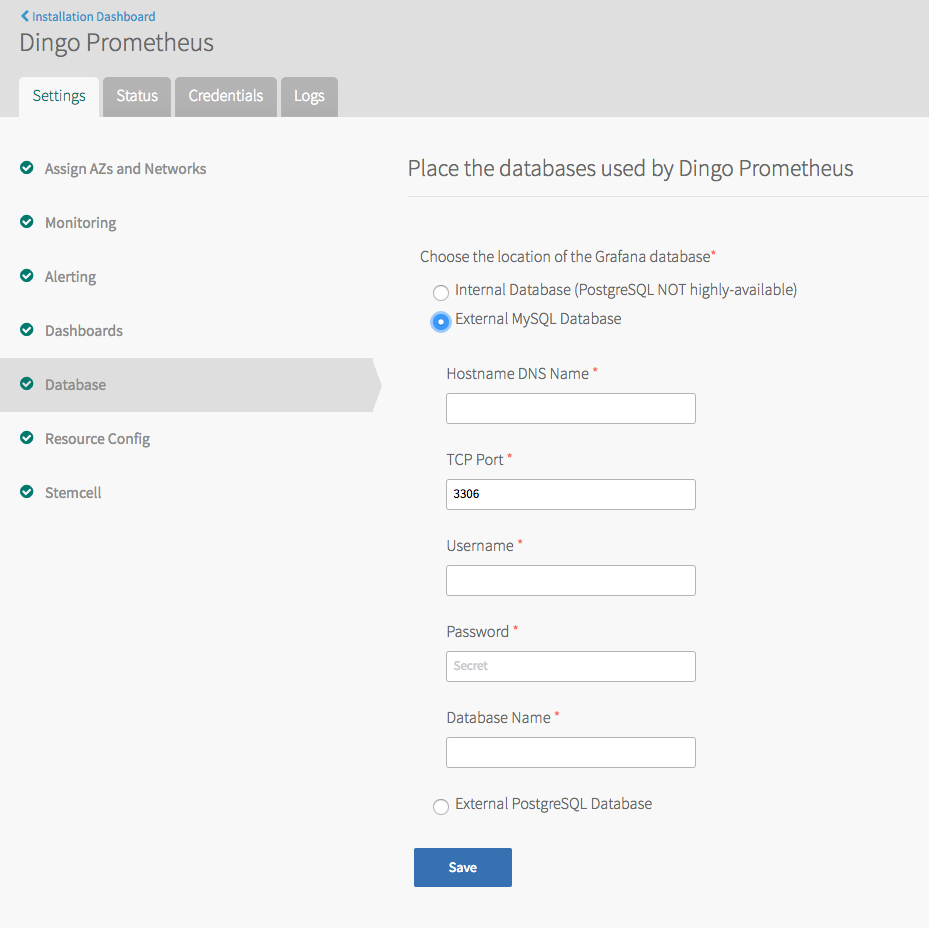 Installation Dashboard
Dingo Prometheus
Settings Status Credentials Logs
Assign AZs and Networks
Monitoring
Alerting
Dashboards
Database
Resource Config
Stemcell
Place the databases used by Dingo Prometheus
Choose the location of the Grafana database*
Internal Database (PostgreSQL NOT highly-available)
External MySQL Database
Hostname DNS Name *
TCP Port *
3306
Username *
Password *
Secret
Database Name *
External PostgreSQL Database
Save